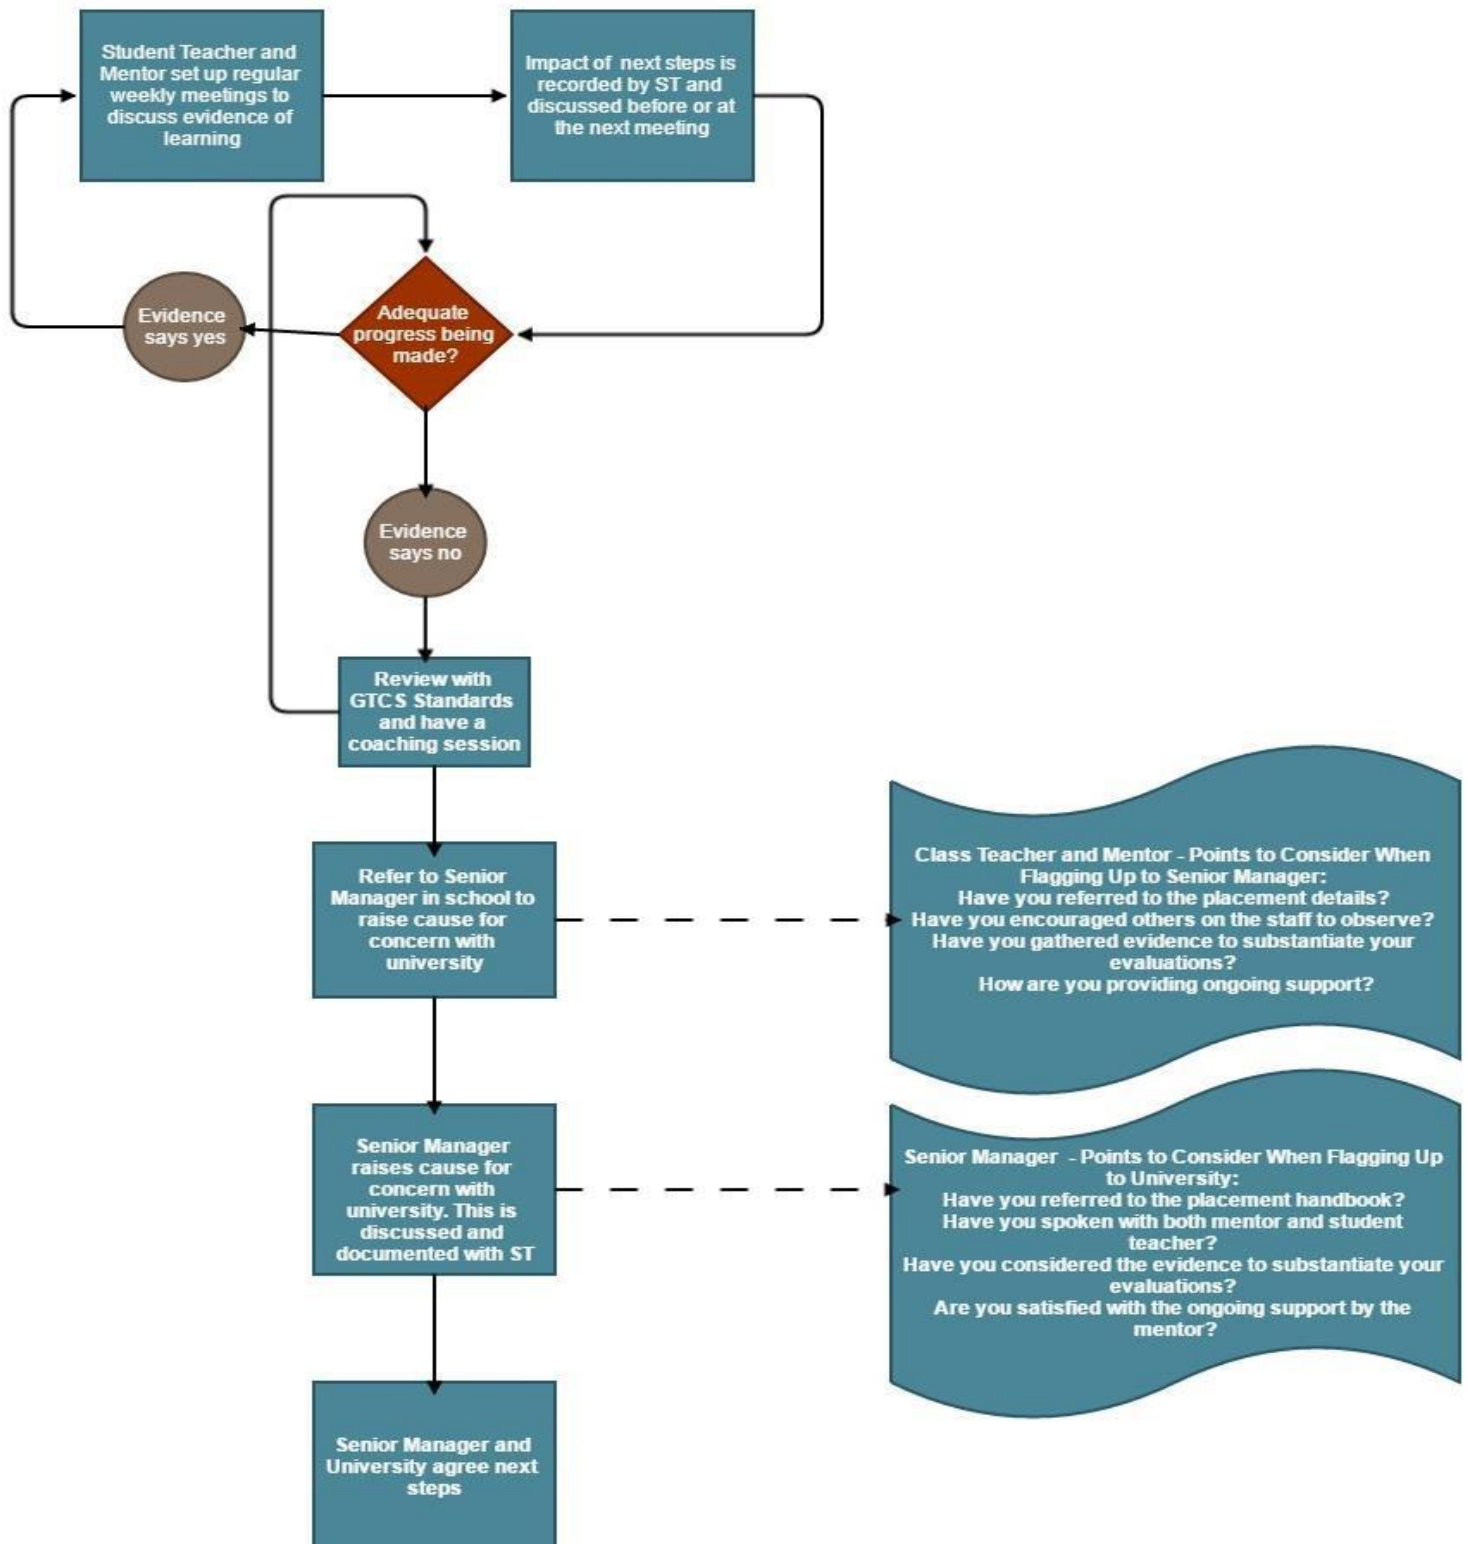 Student Teacher and
Mentor set up regular
weekly meetings to
discuss evidence of
learning
Impact of next steps is
recorded by ST and
discussed before or at
the next meeting
Evidence
says yes
Adequate
progress being
made?
Evidence
says no
Review with
GTCS Standards
and have a
coaching session
Refer to Senior
Manager in school to
raise cause for
concern with
university
Class Teacher and Mentor - Points to Consider When
Flagging Up to Senior Manager:
Have you referred to the placement details?
Have you encouraged others on the staff to observe?
Have you gathered evidence to substantiate your
evaluations?
How are you providing ongoing support?
Senior Manager
raises cause for
concern with
university. This is
discussed and
documented with ST
Senior Manager - Points to Consider When Flagging Up
to University:
Have you referred to the placement handbook?
Have you spoken with both mentor and student
teacher?
Have you considered the evidence to substantiate your
evaluations?
Are you satisfied with the ongoing support by the
mentor?
Senior Manager and
University agree next
steps